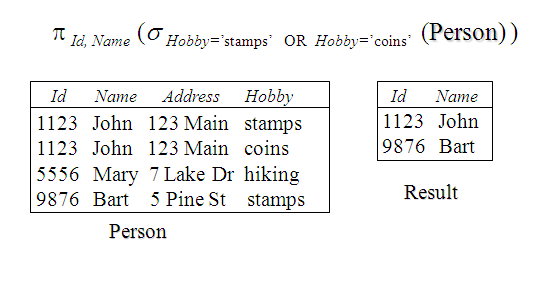 π Id, Name (σ Hobby='stamps' OR Hobby='coins' (Person))
Id Name Address Hobby
1123 John 123 Main stamps
1123 John 123 Main coins
5556 Mary 7 Lake Dr hiking
9876 Bart 5 Pine St stamps
Person
Id Name
1123 John
9876 Bart
Result